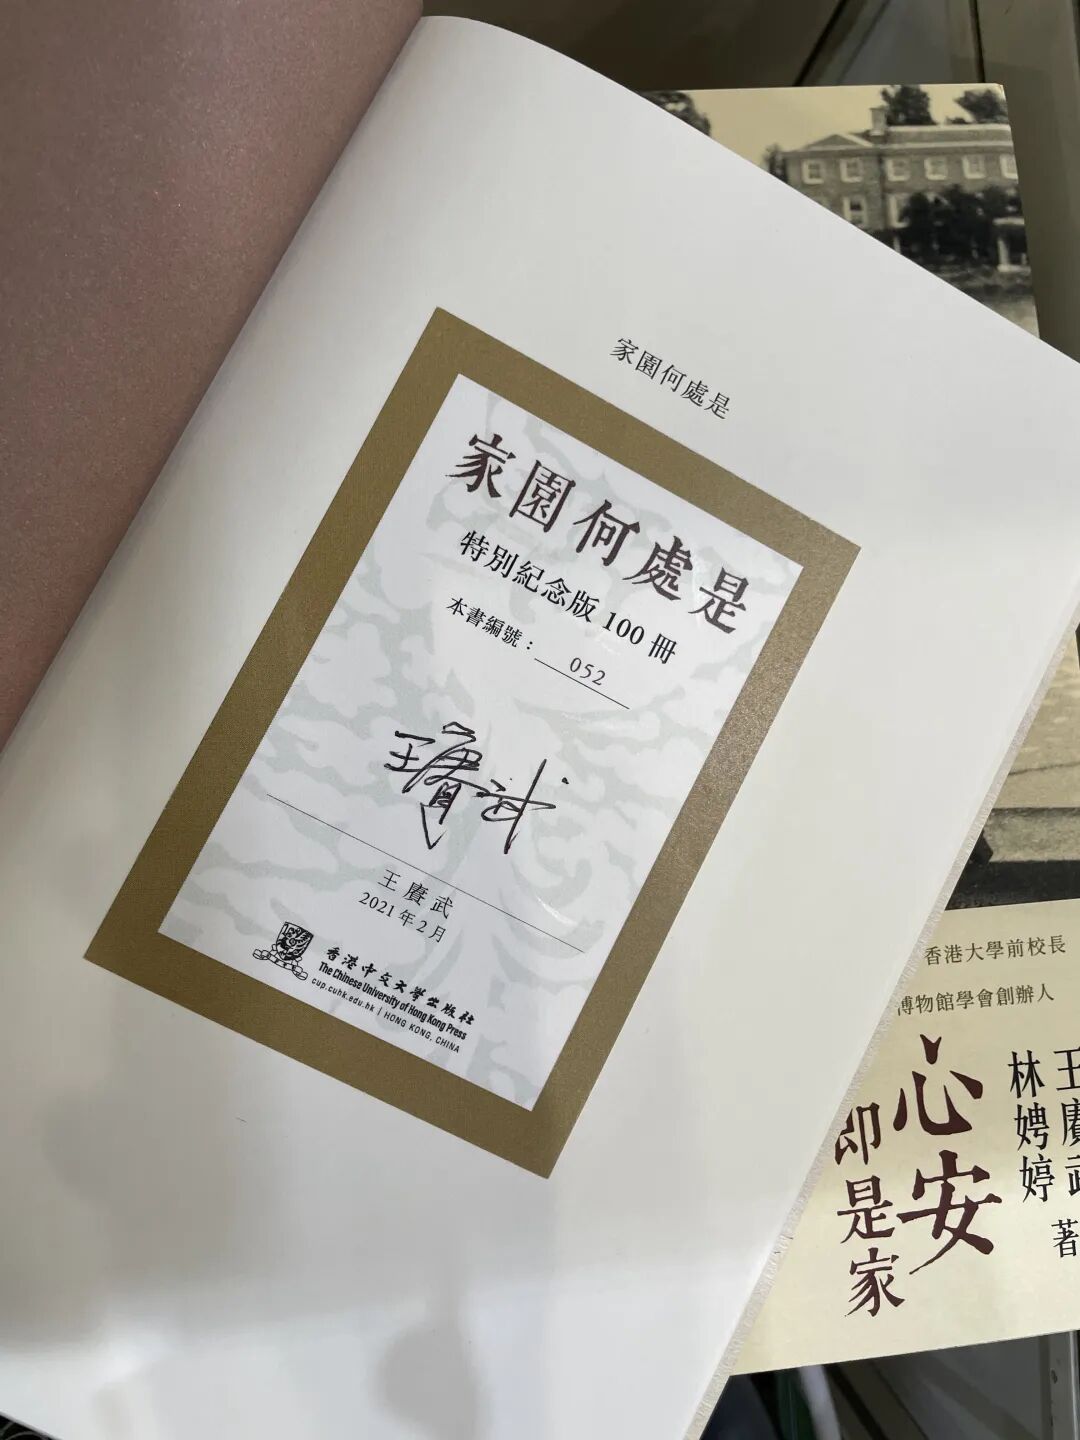 家園何處是
家園何處是
特別紀念版 100 冊
本書編號：052
王賡武
王賡武
2021 年 2 月
香港中文大學出版社
The Chinese University of Hong Kong Press
cup.cuhk.edu.hk | HONG KONG, CHINA
香港大學前校長
博物館學會創辦人
王賡武
林娉婷
著
心安
即是家